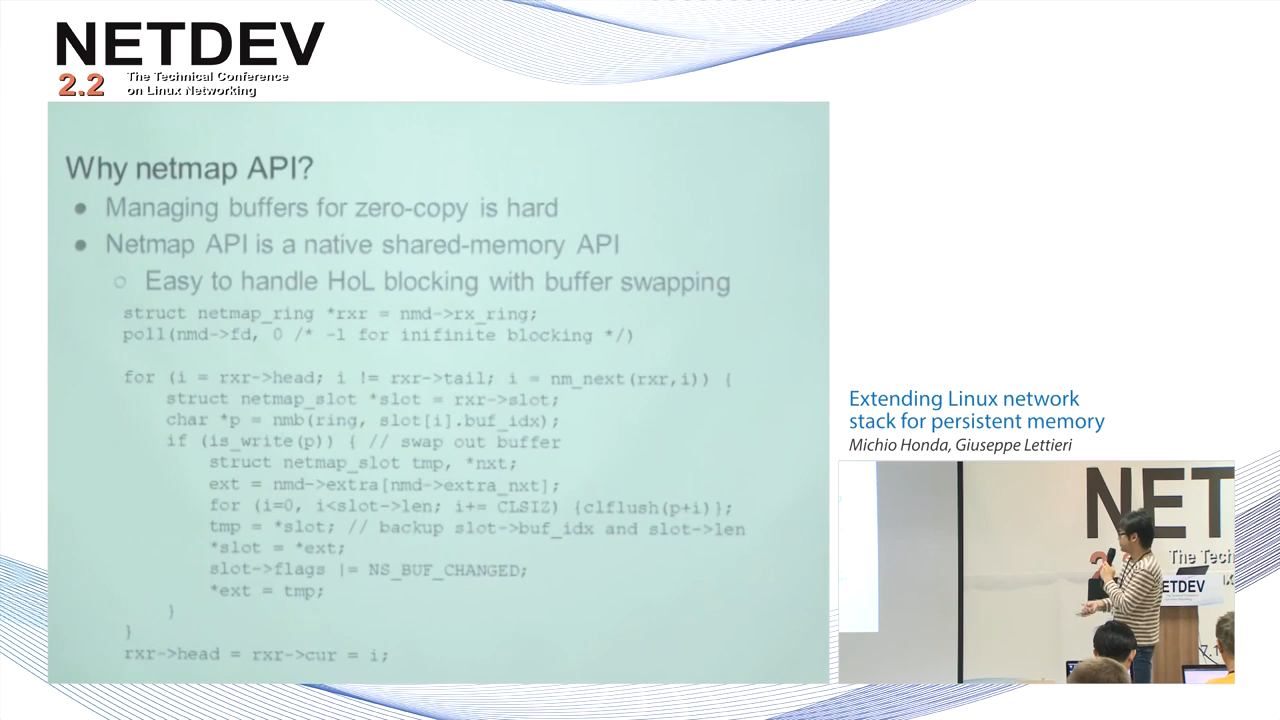 NETDEV
2.2 The Technical Conference
on Linux Networking
Why netmap API?
● Managing buffers for zero-copy is hard
● Netmap API is a native shared-memory API
○ Easy to handle HoL blocking with buffer swapping
struct netmap_ring *rxr = nmd->rx_ring;
poll(nmd->fd, 0 /* -1 for inifinite blocking */)
for (i = rxr->head; i != rxr->tail; i = nm_next(rxr,i)) {
struct netmap_slot *slot = rxr->slot;
char *p = nmb(ring, slot[i].buf_idx);
if (is_write(p)) { // swap out buffer
struct netmap_slot tmp, *nxt;
ext = nmd->extra[nmd->extra_nxt];
for (i=0, i<slot->len; i+= CLSIZ) {clflush(p+i)};
tmp = *slot; // backup slot->buf_idx and slot->len
*slot = *ext;
slot->flags |= NS_BUF_CHANGED;
*ext = tmp;
}
}
rxr->head = rxr->cur = i;
Extending Linux network
stack for persistent memory
Michio Honda, Giuseppe Lettieri
NET
The Tech
ETDEV